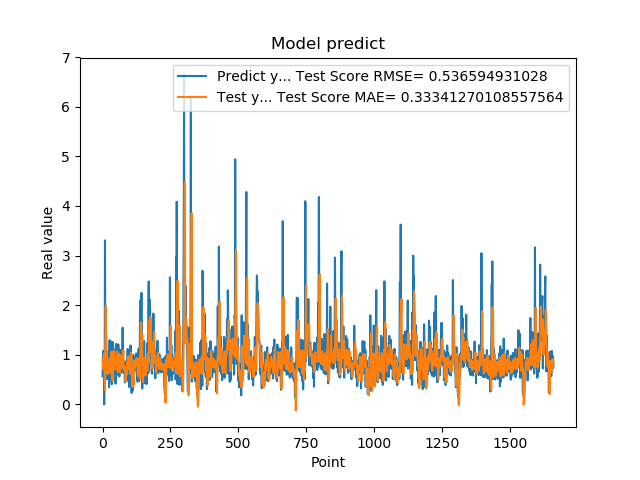 Model predict
Predict y... Test Score RMSE= 0.536594931028
Test y... Test Score MAE= 0.33341270108557564
Real value
7
6
5
4
3
2
1
0
0 250 500 750 1000 1250 1500
Point